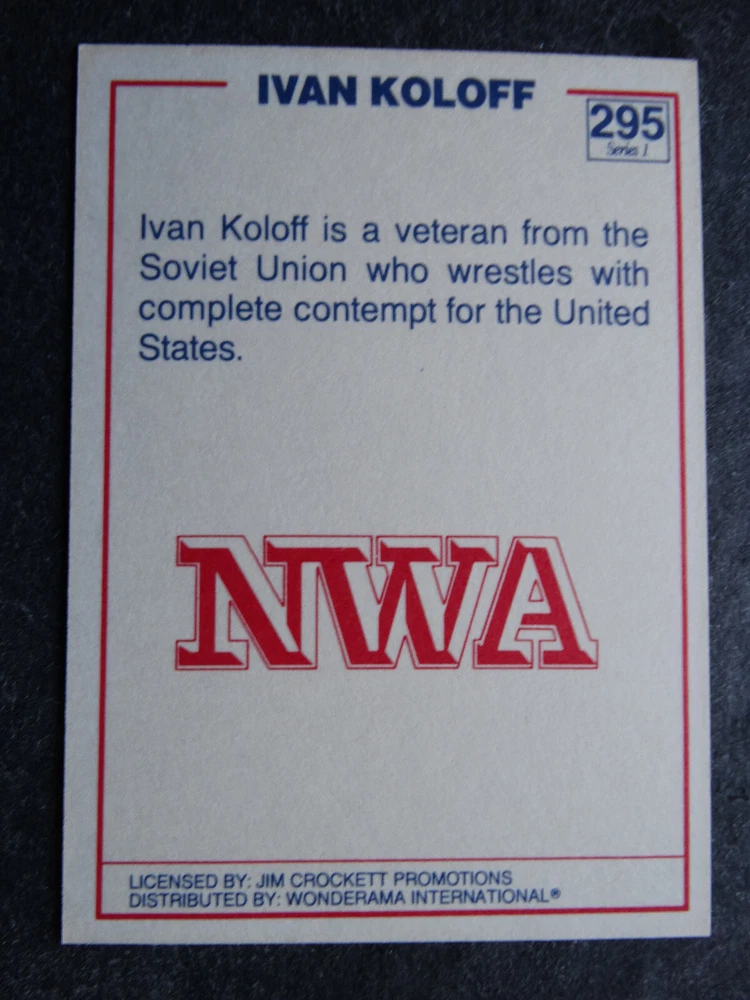 IVAN KOLOFF
295
Series 1
Ivan Koloff is a veteran from the
Soviet Union who wrestles with
complete contempt for the United
States.
NWA
LICENSED BY: JIM CROCKETT PROMOTIONS
DISTRIBUTED BY: WONDERAMA INTERNATIONAL®